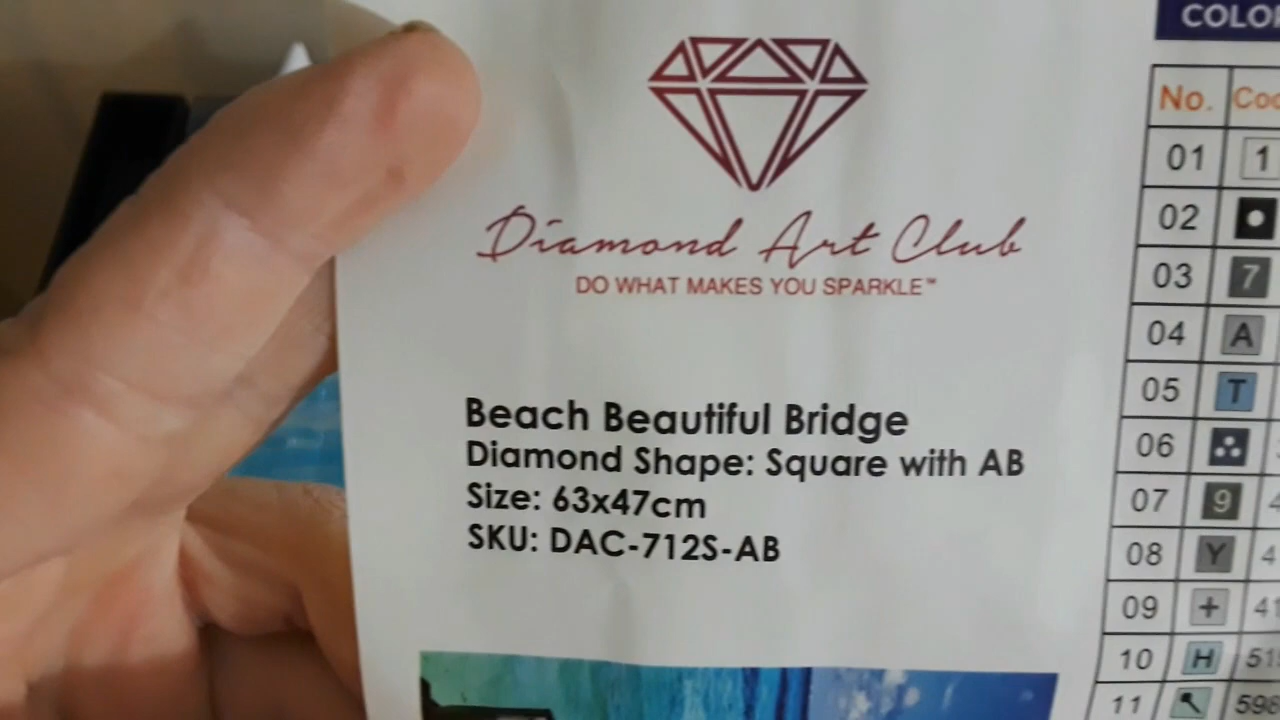 Diamond Art Club
DO WHAT MAKES YOU SPARKLE™
Beach Beautiful Bridge
Diamond Shape: Square with AB
Size: 63x47cm
SKU: DAC-712S-AB
No.
01 1
02
03 7
04 A
05 T
06
07 9
08 Y
09 +
10 H
11